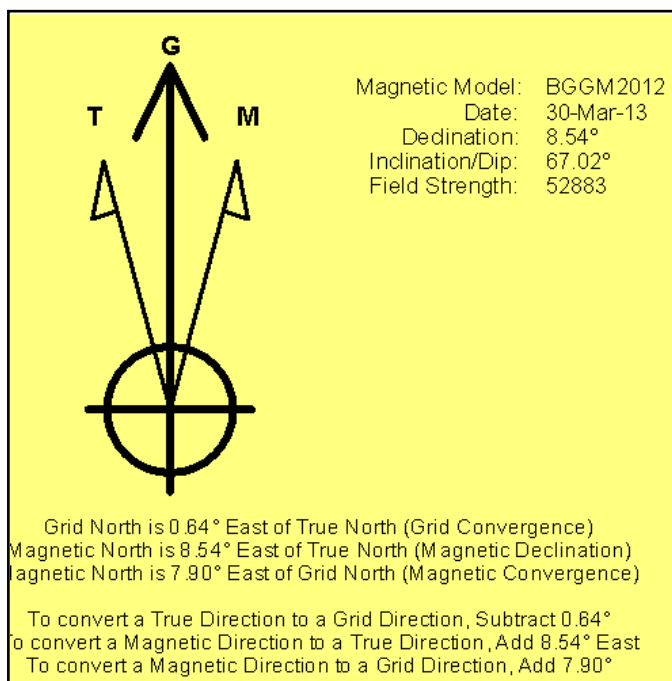 G
T
M
Magnetic Model: BGGM2012
Date: 30-Mar-13
Declination: 8.54°
Inclination/Dip: 67.02°
Field Strength: 52883
Grid North is 0.64° East of True North (Grid Convergence)
Magnetic North is 8.54° East of True North (Magnetic Declination)
lagnetic North is 7.90° East of Grid North (Magnetic Convergence)
To convert a True Direction to a Grid Direction, Subtract 0.64°
To convert a Magnetic Direction to a True Direction, Add 8.54° East
To convert a Magnetic Direction to a Grid Direction, Add 7.90°